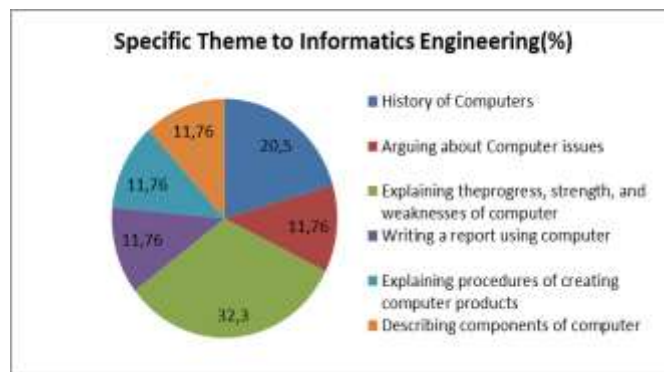 Specific Theme to Informatics Engineering(%)
11,76
20,5
11,76
11,76
11,76
32,3
History of Computers
Arguing about Computer issues
Explaining theprogress, strength, and
weaknesses of computer
Writing a report using computer
Explaining procedures of creating
computer products
Describing components of computer